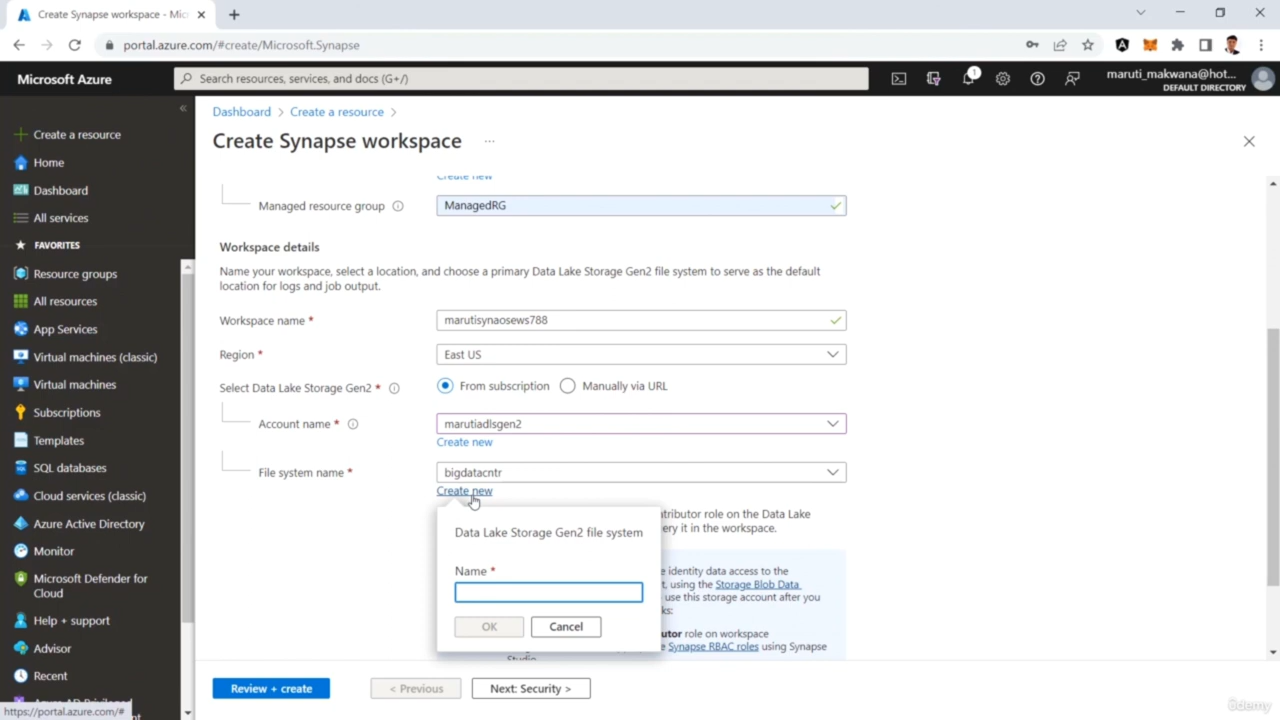 Create Synapse workspace - Mic
portal.azure.com/#create/Microsoft.Synapse
Microsoft Azure
Search resources, services, and docs (G+/)
1
maruti_makwana@hot...
DEFAULT DIRECTORY
Create a resource
Home
Dashboard
All services
FAVORITES
Resource groups
All resources
App Services
Virtual machines (classic)
Virtual machines
Subscriptions
Templates
SQL databases
Cloud services (classic)
Azure Active Directory
Monitor
Microsoft Defender for
Cloud
Help + support
Advisor
Recent
https://portal.azure.com/#
Dashboard > Create a resource >
Create Synapse workspace ...
Create new
Managed resource group
ManagedRG
Workspace details
Name your workspace, select a location, and choose a primary Data Lake Storage Gen2 file system to serve as the default
location for logs and job output.
Workspace name *
marutisynaosews788
Region *
East US
Select Data Lake Storage Gen2 *
From subscription
Manually via URL
Account name *
marutiadlsgen2
Create new
File system name *
bigdatacntr
Create new
tributor role on the Data Lake
ery it in the workspace.
Data Lake Storage Gen2 file system
Name *
OK
Cancel
e identity data access to the
t, using the Storage Blob Data
use this storage account after you
ks:
utor role on workspace
e Synapse RBAC roles using Synapse
Studio.
Review + create
< Previous
Next: Security >
ûdemy